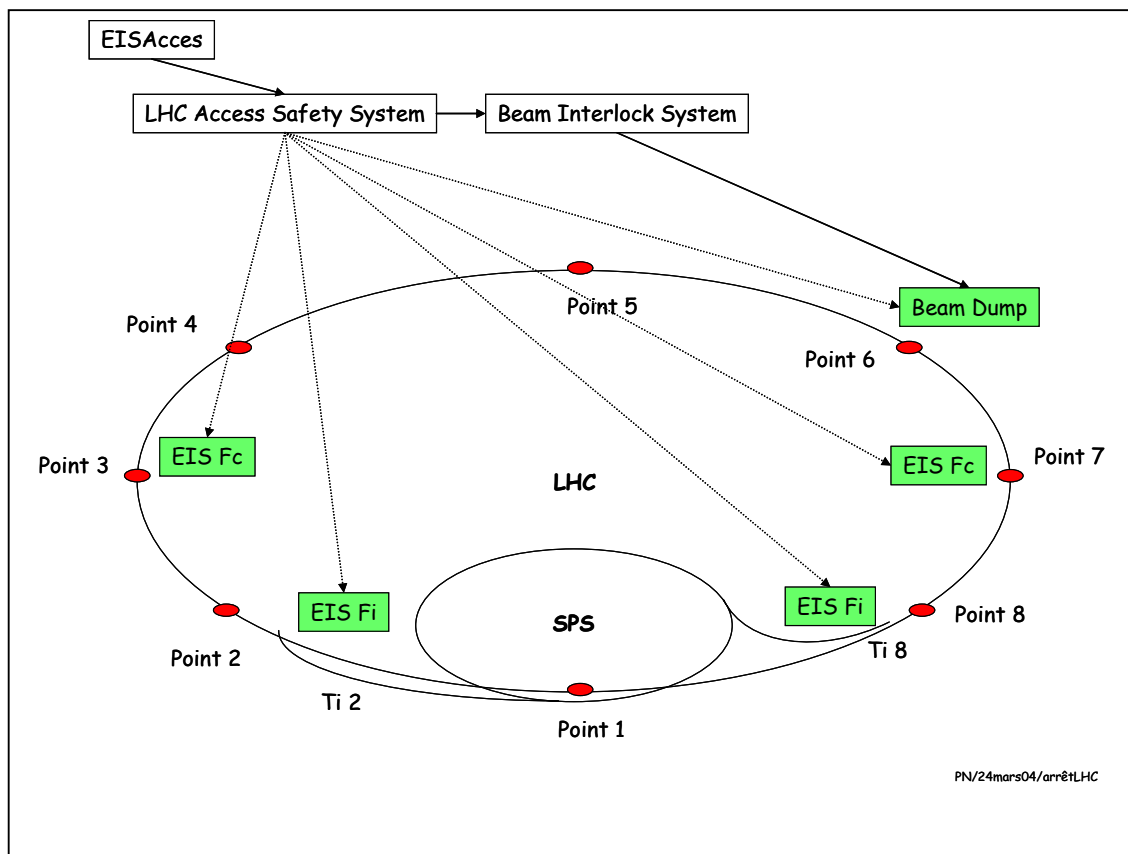 EISAcces
LHC Access Safety System
Beam Interlock System
Point 5
Beam Dump
Point 4
Point 6
Point 3
EIS Fc
EIS Fc
Point 7
LHC
EIS Fi
EIS Fi
SPS
Point 8
Point 2
Ti 8
Ti 2
Point 1
PN/24mars04/arrêtLHC